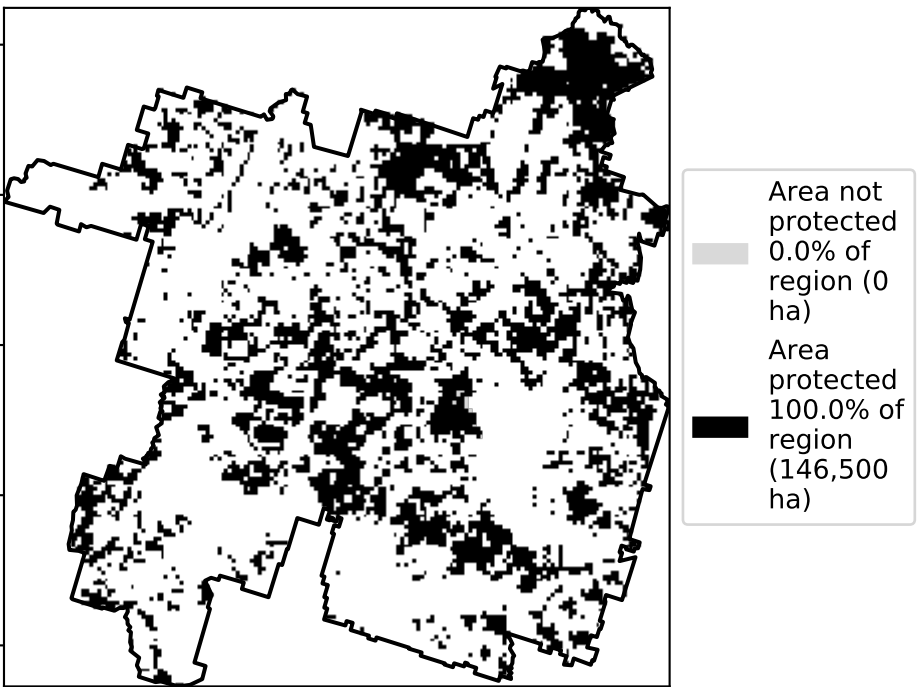 Area not
protected
0.0% of
region (0
ha)
Area
protected
100.0% of
region
(146,500
ha)